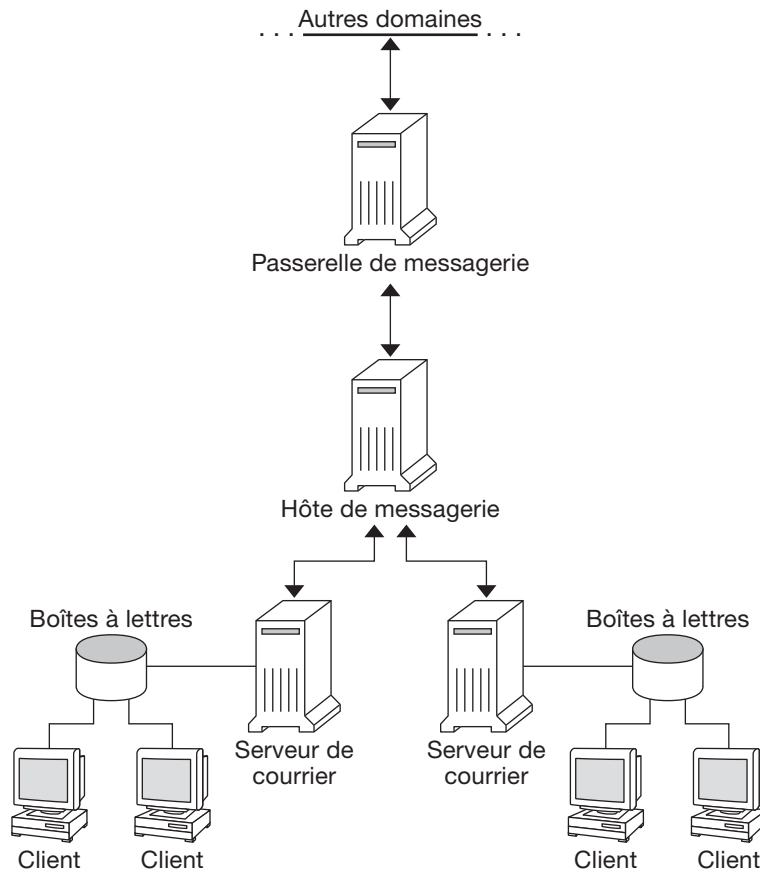 Autres domaines
Passerelle de messagerie
Hôte de messagerie
Boîtes à lettres
Boîtes à lettres
Serveur de
courrier
Serveur de
courrier
Client
Client
Client
Client